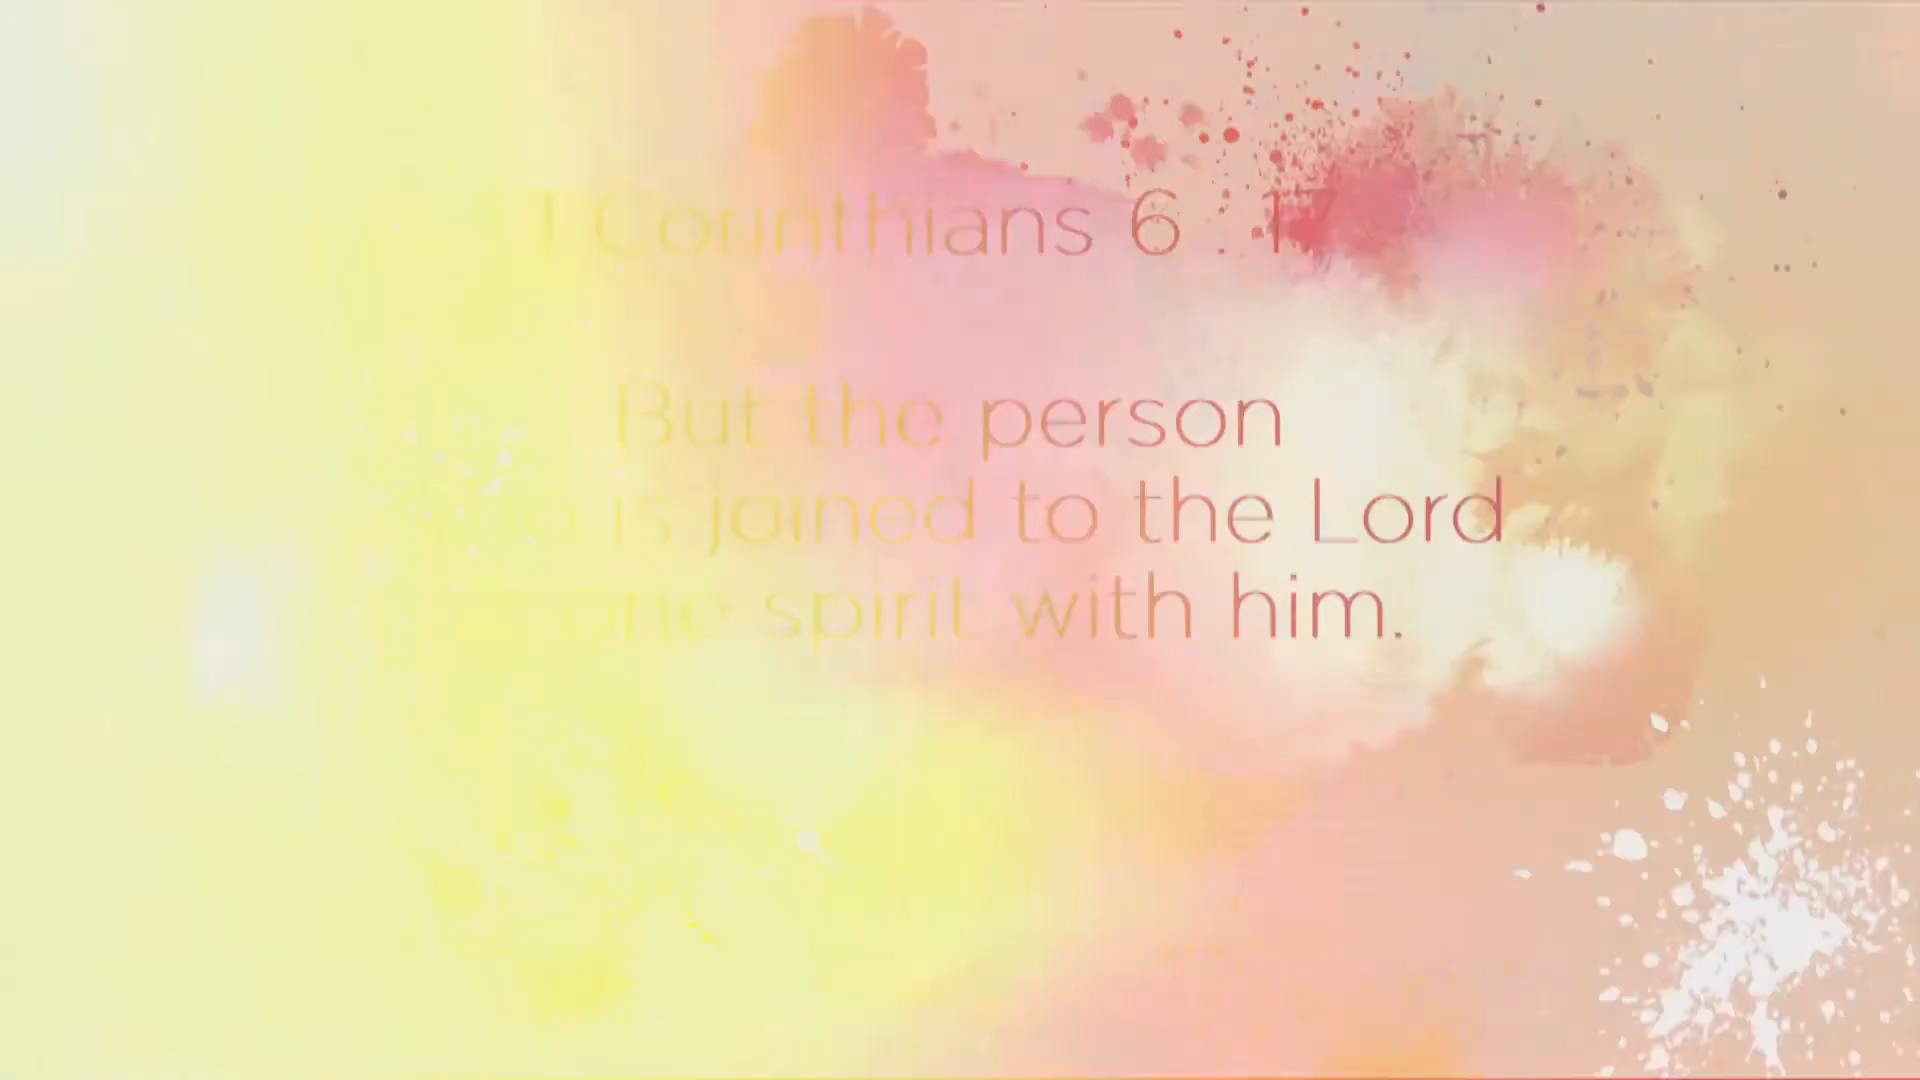 1 Corinthians 6 : 17
But the person
is joined to the Lord
one spirit with him.